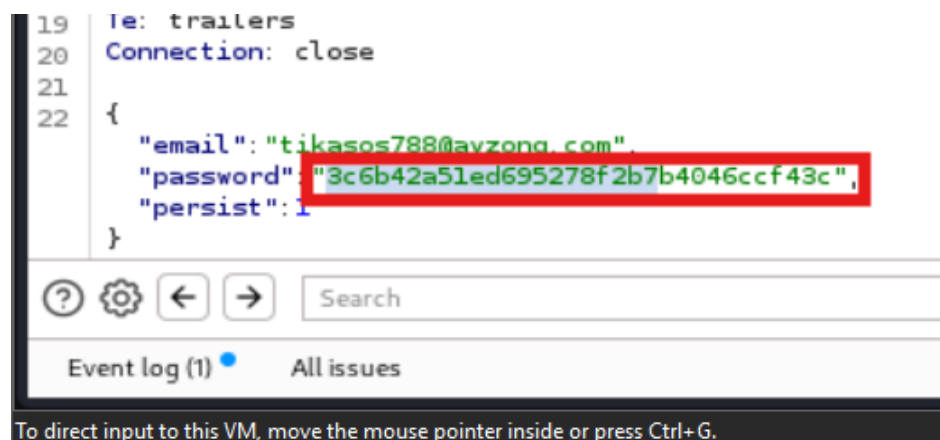 19 Te: trailers
20 Connection: close
21
22 {
"email":"tikasos788@avzong.com",
"password":"3c6b42a51ed695278f2b7b4046ccf43c",
"persist":1
}
Search
Event log (1) All issues
To direct input to this VM, move the mouse pointer inside or press Ctrl+G.